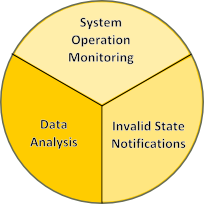 System
Operation
Monitoring
Data
Analysis
Invalid State
Notifications